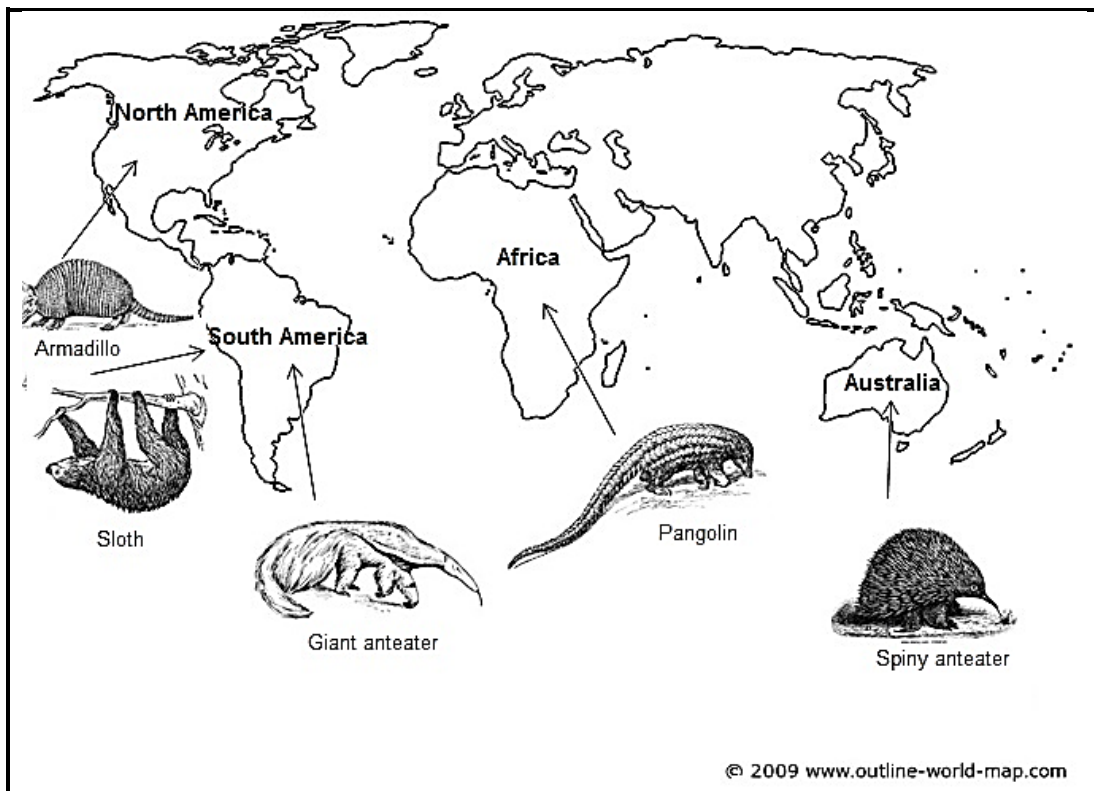 North America
Africa
Armadillo
South America
Australia
Sloth
Pangolin
Giant anteater
Spiny anteater
© 2009 www.outline-world-map.com